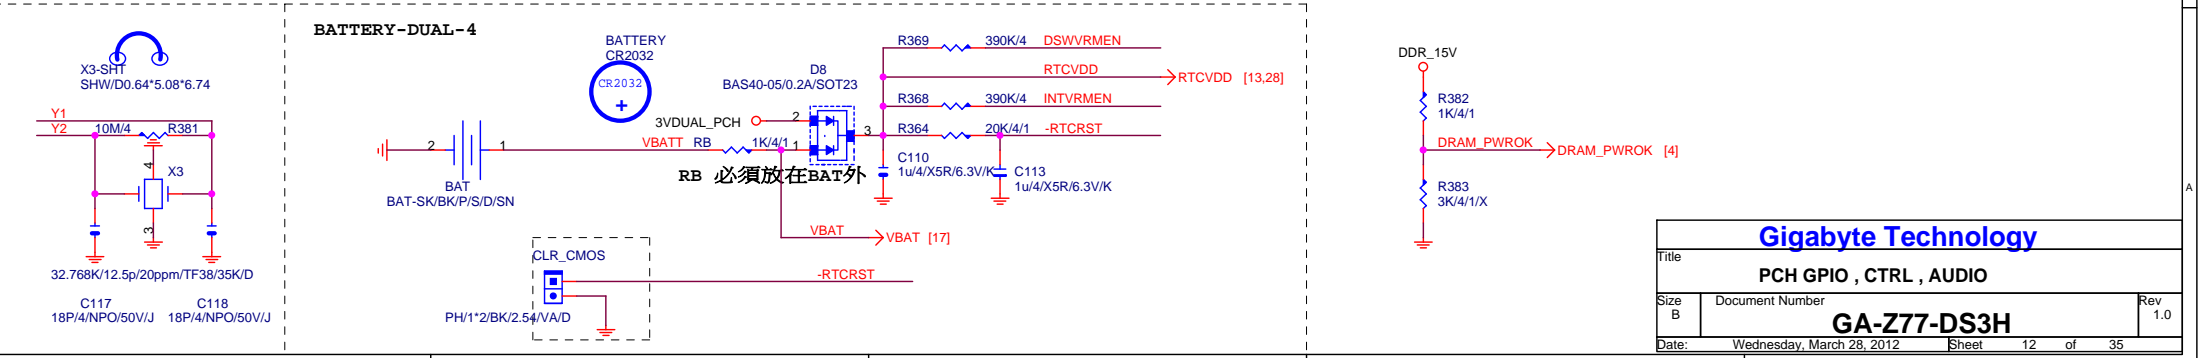 X3-SHT
SHW/D0.64*5.08*6.74
Y1
Y2
10M/4
R381
4
X3
3
32.768K/12.5p/20ppm/TF38/35K/D
C117
18P/4/NPO/50V/J
C118
18P/4/NPO/50V/J
BATTERY-DUAL-4
BATTERY
CR2032
CR2032
+
D8
BAS40-05/0.2A/SOT23
3VDUAL_PCH
2
VBATT
RB
1K/4/1
1
3
2
1
BAT
BAT-SK/BK/P/S/D/SN
RB 必須放在BAT外
R369
390K/4
DSWVRMEN
RTCVDD
RTCVDD [13,28]
R368
390K/4
INTVRMEN
R364
20K/4/1
-RTCRST
C110
1u/4/X5R/6.3V/K
C113
1u/4/X5R/6.3V/K
VBAT
VBAT [17]
CLR_CMOS
-RTCRST
PH/1*2/BK/2.54/VA/D
DDR_15V
R382
1K/4/1
DRAM_PWROK
DRAM_PWROK [4]
R383
3K/4/1/X
A
Gigabyte Technology
Title
PCH GPIO , CTRL , AUDIO
Size
B
Document Number
GA-Z77-DS3H
Rev
1.0
Date: Wednesday, March 28, 2012 Sheet 12 of 35